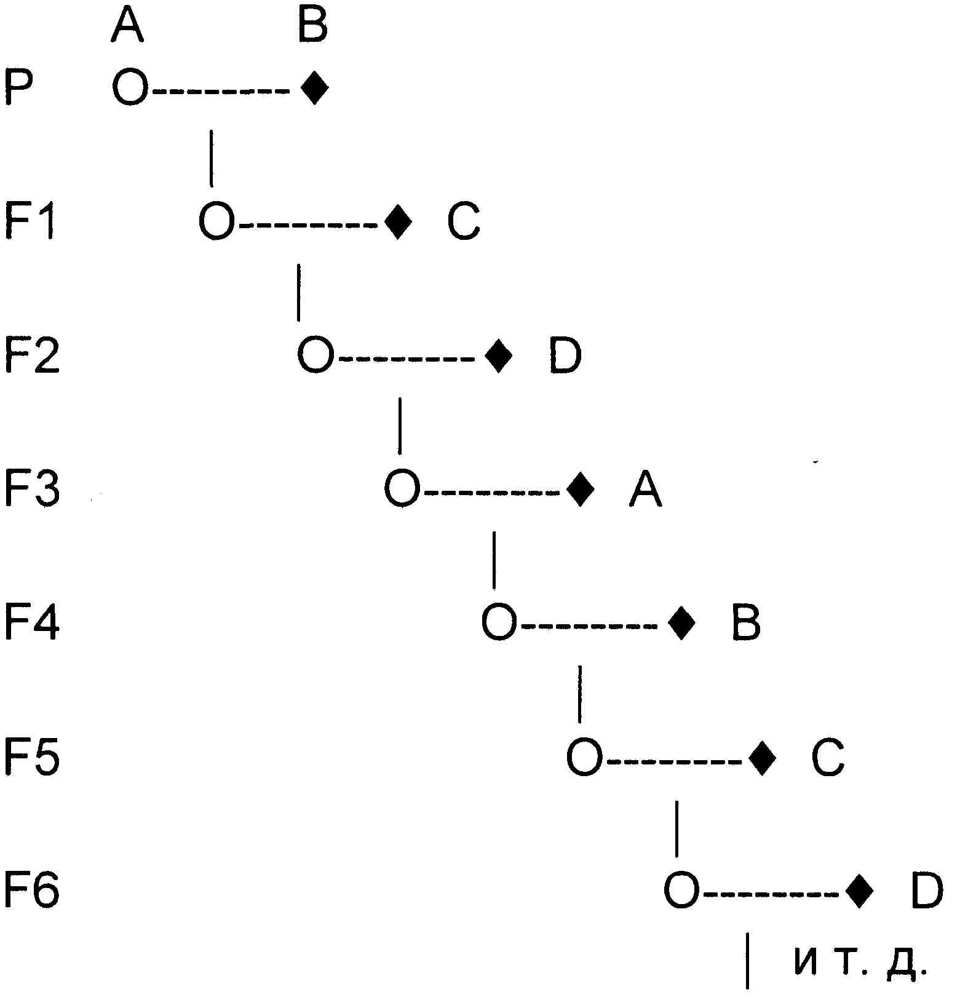 A B
P O ◆
F1 O ◆ C
F2 O ◆ D
F3 O ◆ A
F4 O ◆ B
F5 O ◆ C
F6 O ◆ D
и т. д.